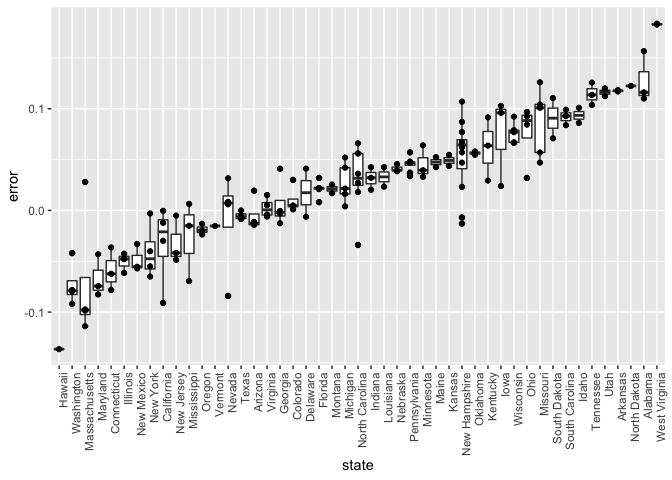 0.1
0.0
-0.1
error
Hawaii
Washington
Massachusetts
Maryland
Connecticut
Illinois
New Mexico
New York
California
New Jersey
Mississippi
Oregon
Vermont
Nevada
Texas
Arizona
Virginia
Georgia
Colorado
Delaware
Florida
Montana
Michigan
North Carolina
Indiana
Louisiana
Nebraska
Pennsylvania
Minnesota
Maine
Kansas
New Hampshire
Oklahoma
Kentucky
Iowa
Wisconsin
Ohio
Missouri
South Dakota
South Carolina
Idaho
Tennessee
Utah
Arkansas
North Dakota
Alabama
West Virginia
state